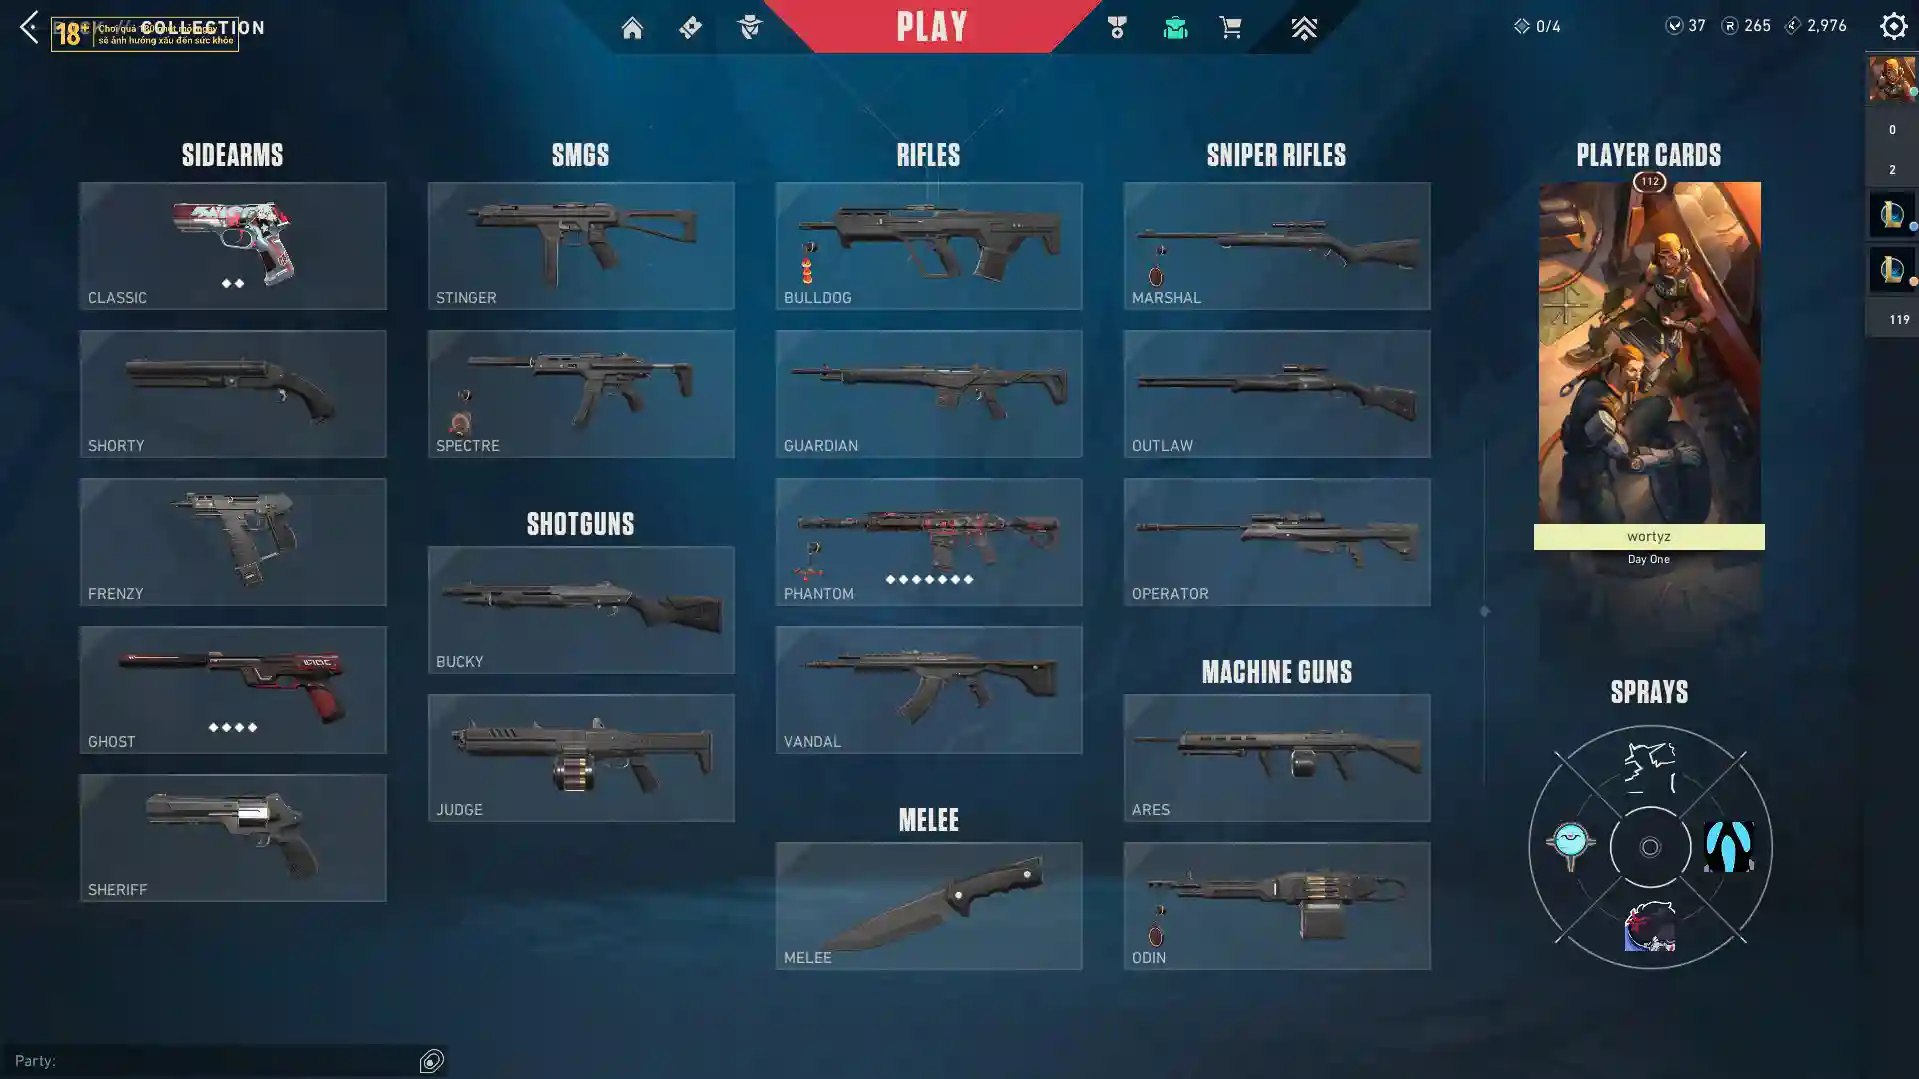 COLLECTION
18+
PLAY
0/4
37
265
2,976
0
2
119
SIDEARMS
CLASSIC
SHORTY
FRENZY
GHOST
SHERIFF
SMGS
STINGER
SPECTRE
SHOTGUNS
BUCKY
JUDGE
RIFLES
BULLDOG
GUARDIAN
PHANTOM
VANDAL
MELEE
MELEE
SNIPER RIFLES
MARSHAL
OUTLAW
OPERATOR
MACHINE GUNS
ARES
ODIN
PLAYER CARDS
112
wortyz
Day One
SPRAYS
Party: